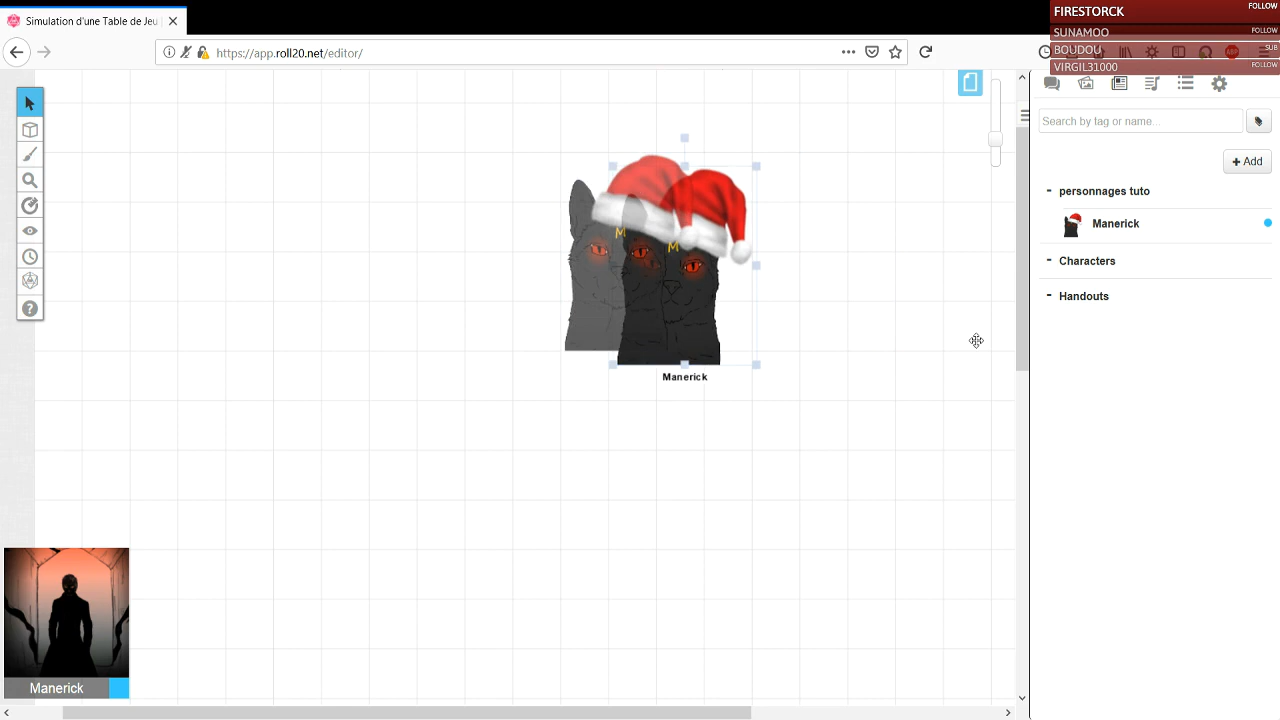 Simulation d'une Table de Jeu
https://app.roll20.net/editor/
FIRESTORCK FOLLOW
SUNAMOO FOLLOW
BOUDOU SUB
VIRGIL31000 FOLLOW
Search by tag or name...
+ Add
- personnages tuto
Manerick
- Characters
- Handouts
M M
Manerick
Manerick